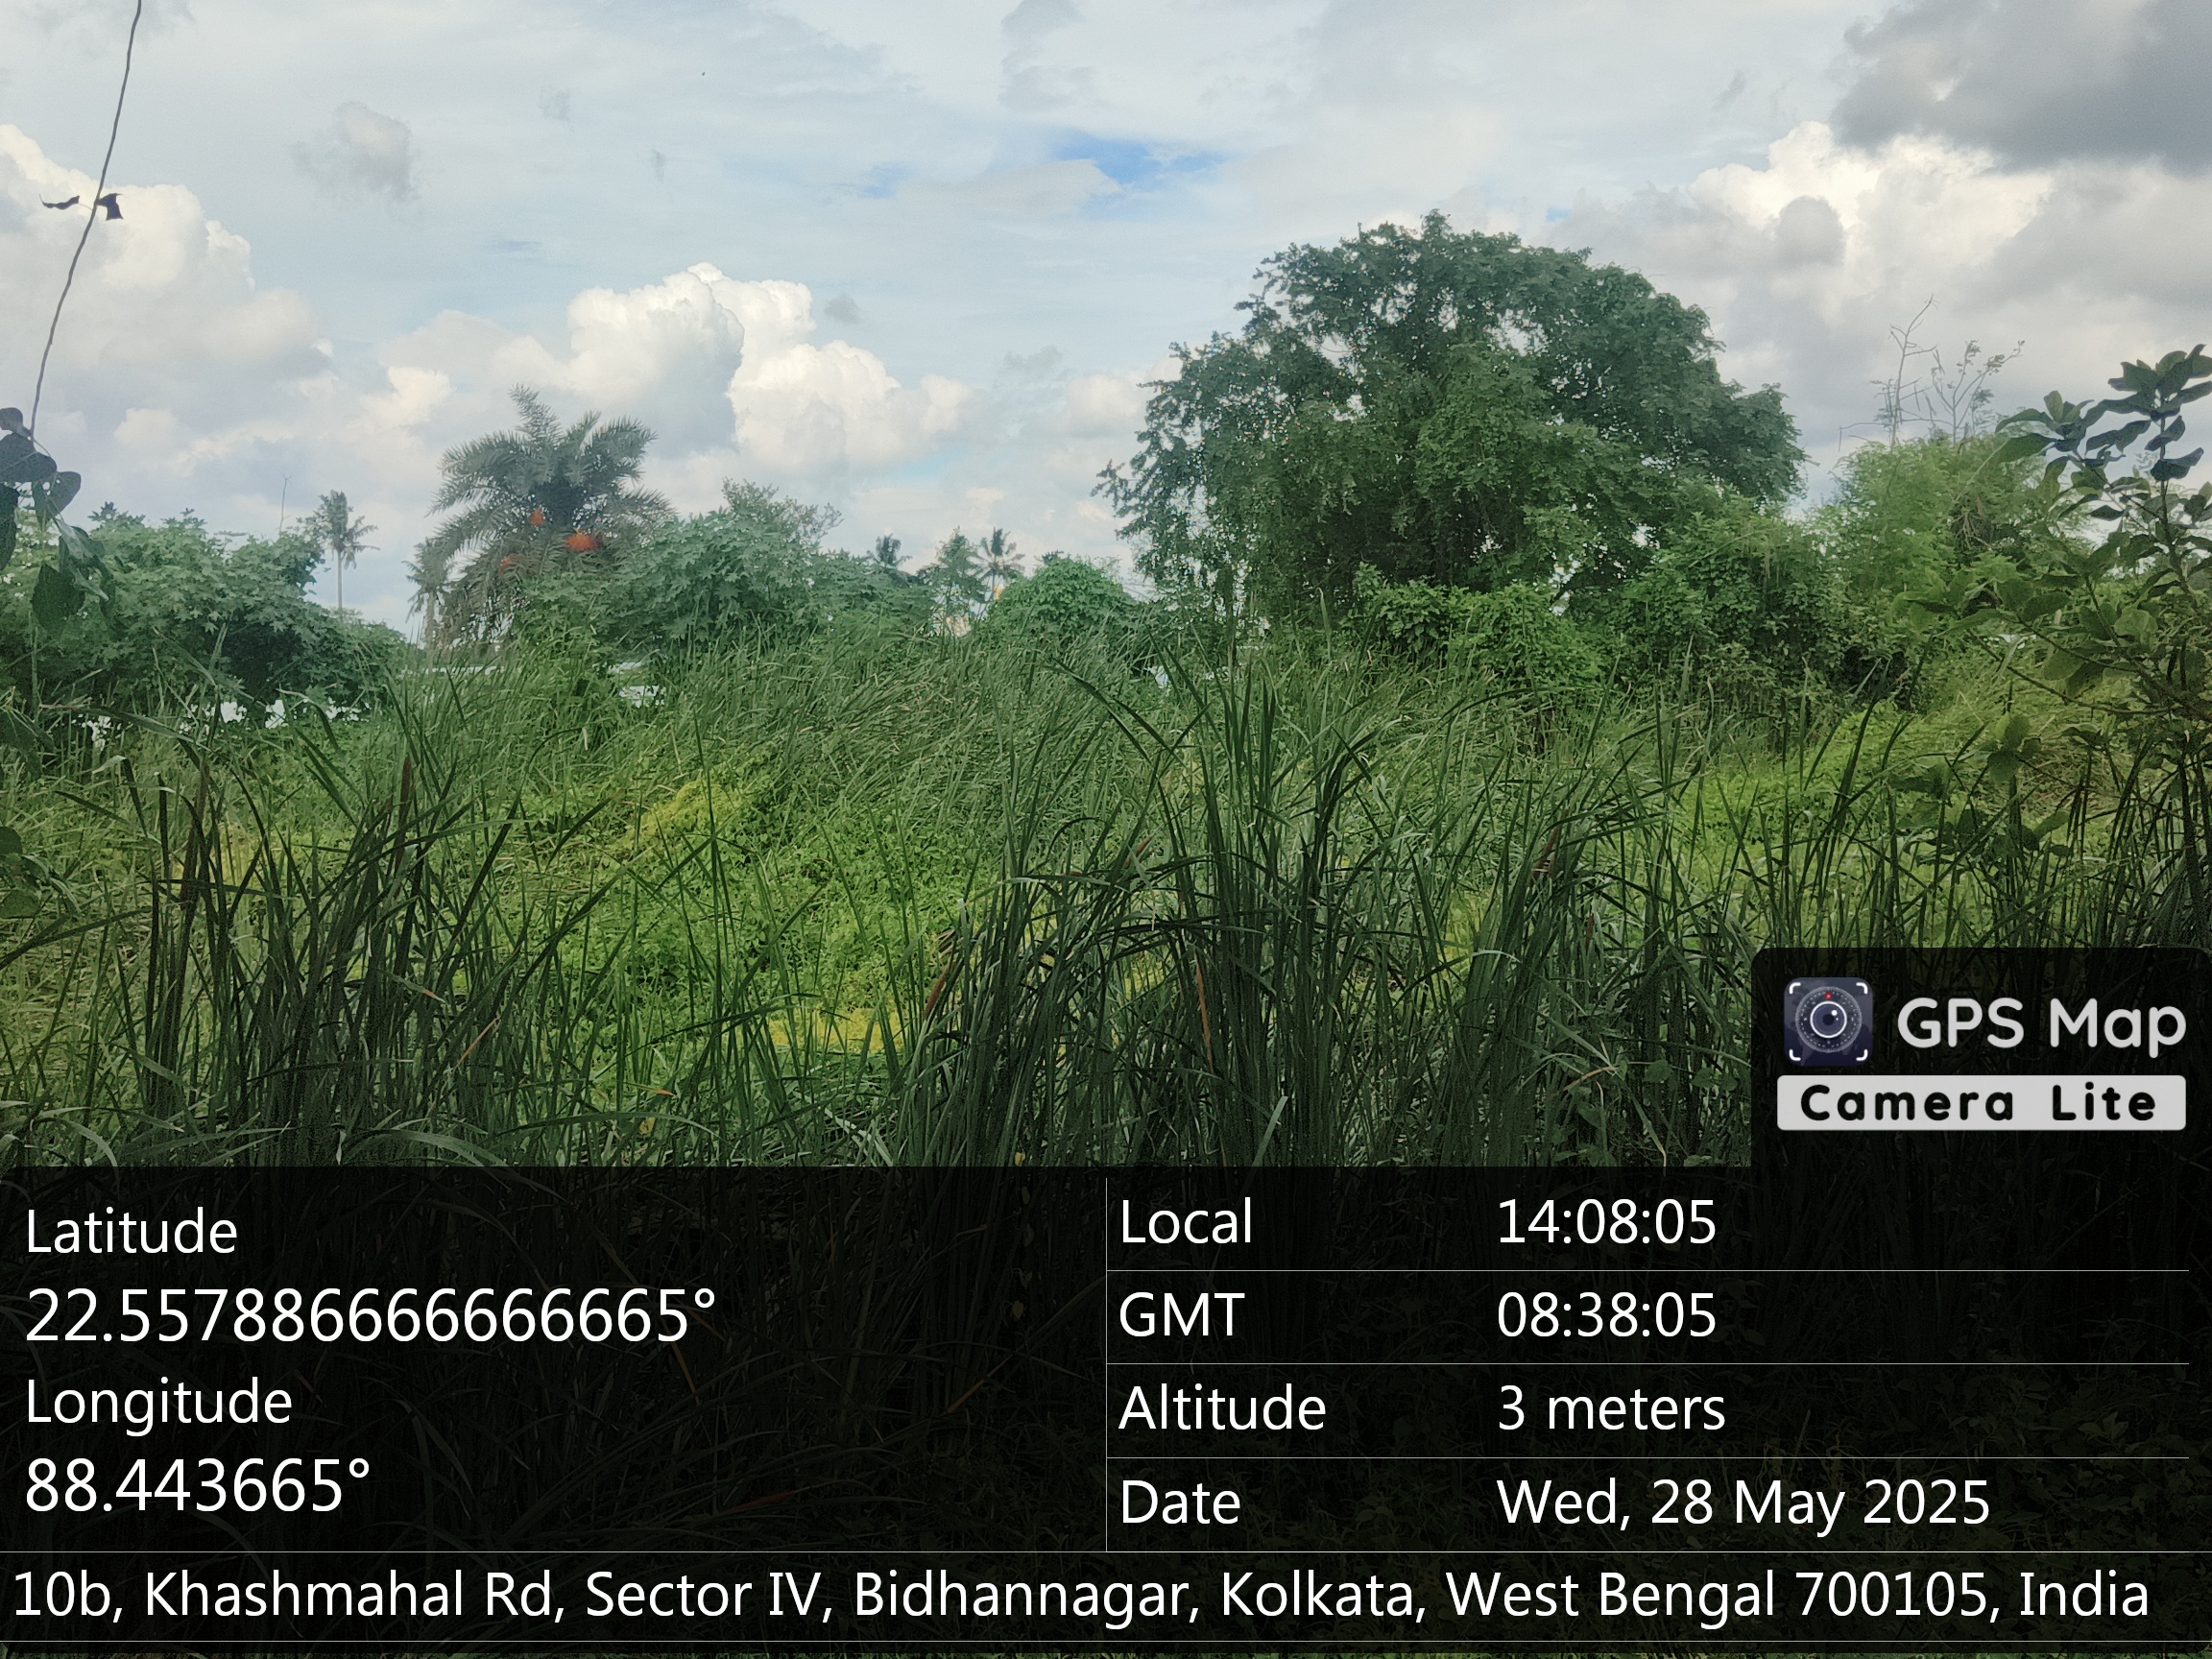 GPS Map
Camera Lite
Latitude
22.557886666666665°
Longitude
88.443665°
Local 14:08:05
GMT 08:38:05
Altitude 3 meters
Date Wed, 28 May 2025
10b, Khashmahal Rd, Sector IV, Bidhannagar, Kolkata, West Bengal 700105, India